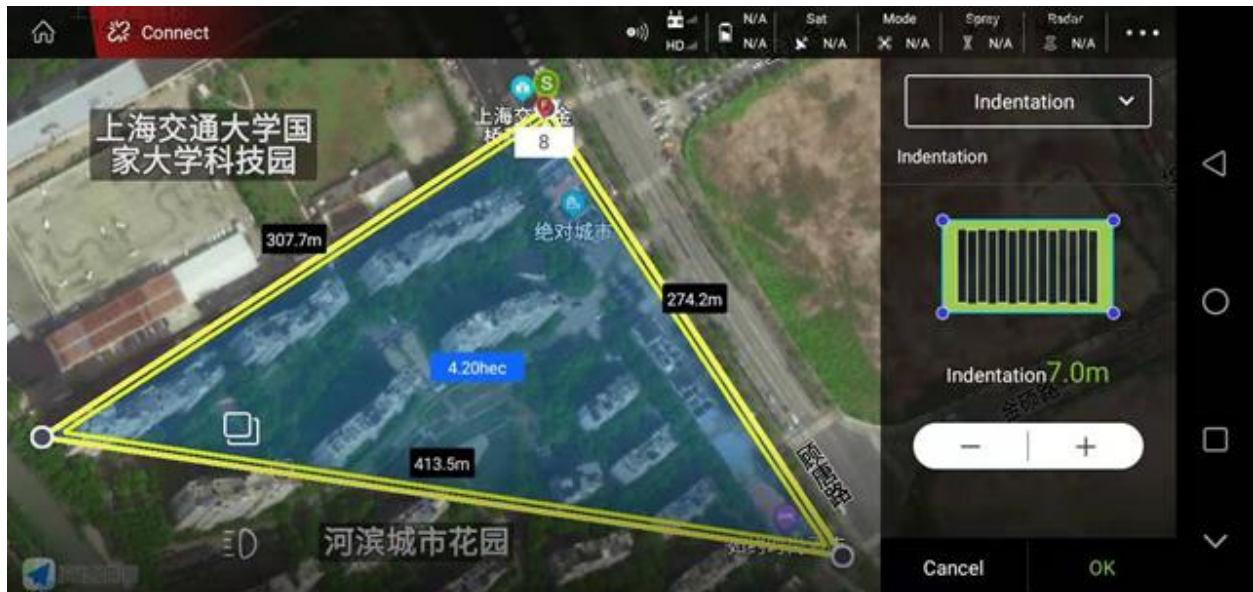 Connect
HD
N/A
N/A
Sat
N/A
Mode
N/A
Spray
N/A
Radar
N/A
Indentation
Indentation
Indentation7.0m
−
+
Cancel
OK
上海交通大学国
家大学科技园
S
8
绝对城市
307.7m
274.2m
4.20hec
413.5m
河滨城市花园